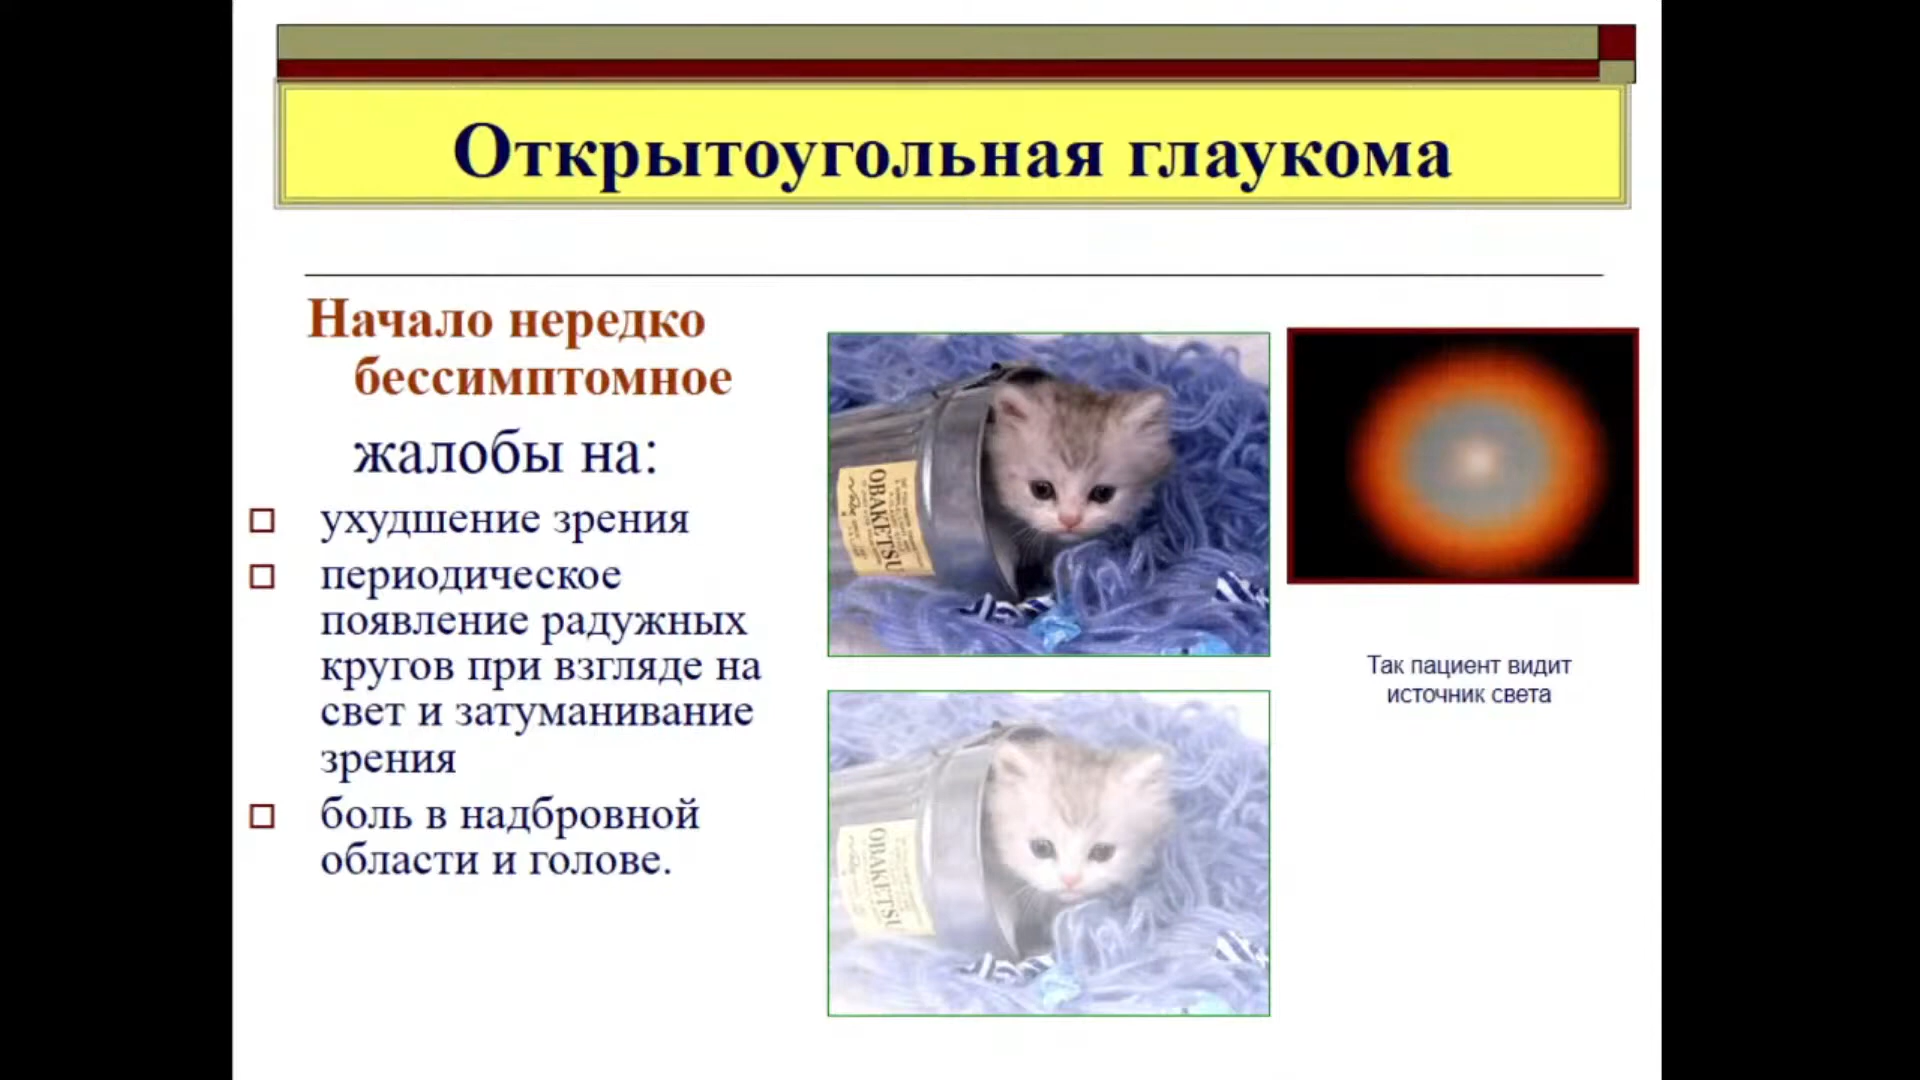 Открытоугольная глаукома
Начало нередко
бессимптомное
жалобы на:
ухудшение зрения
периодическое
появление радужных
кругов при взгляде на
свет и затуманивание
зрения
боль в надбровной
области и голове.
OBAKETSU
OBAKETSU
Так пациент видит
источник света